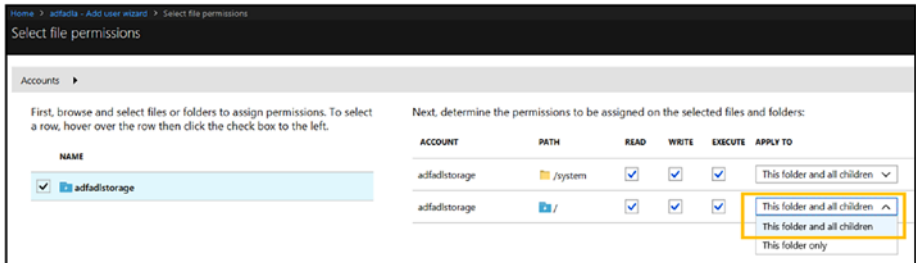 Home > adfadla - Add user wizard > Select file permissions
Select file permissions
Accounts
First, browse and select files or folders to assign permissions. To select
a row, hover over the row then click the check box to the left.
NAME
adfadlstorage
Next, determine the permissions to be assigned on the selected files and folders:
ACCOUNT PATH READ WRITE EXECUTE APPLY TO
adfadlstorage /system This folder and all children
adfadlstorage / This folder and all children
This folder and all children
This folder only